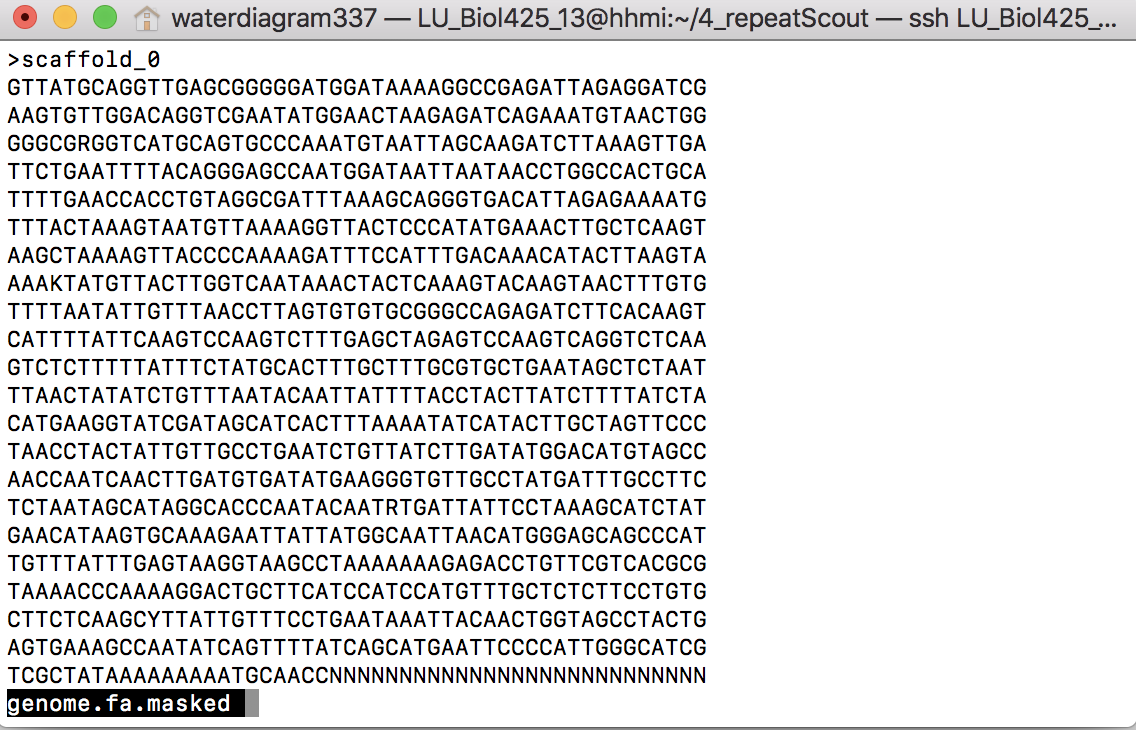 waterdiagram337 — LU_Biol425_13@hhmi:~/4_repeatScout — ssh LU_Biol425_...
>scaffold_0
GTTATGCAGGTTGAGCGGGGGATGGATAAAAGGCCGAGATTAGAGGATCG
AAGTGTTGGACAGGTCGAATATGGAACTAAGAGATCAGAAATGTAACTGG
GGGCGRGGTCATGCAGTGCCCAAATGTAATTAGCAAGATCTTAAAGTTGA
TTCTGAATTTTACAGGGAGCCAATGGATAATTAATAACCTGGCCACTGCA
TTTTGAACCACCTGTAGGCGATTTAAAGCAGGGTGACATTAGAGAAAATG
TTTACTAAAGTAATGTTAAAAGGTTACTCCCATATGAAACTTGCTCAAGT
AAGCTAAAAGTTACCCCAAAAGATTTCCATTTGACAAACATACTTAAGTA
AAAKTATGTTACTTGGTCAATAAACTACTCAAAGTACAAGTAACTTTGTG
TTTTAATATTGTTTAACCTTAGTGTGTGCGGGCCAGAGATCTTCACAAGT
CATTTTATTCAAGTCCAAGTCTTTGAGCTAGAGTCCAAGTCAGGTCTCAA
GTCTCTTTTTATTTCTATGCACTTTGCTTTGCGTGCTGAATAGCTCTAAT
TTAACTATATCTGTTTAATACAATTATTTTACCTACTTATCTTTTATCTA
CATGAAGGTATCGATAGCATCACTTTAAAATATCATACTTGCTAGTTCCC
TAACCTACTATTGTTGCCTGAATCTGTTATCTTGATATGGACATGTAGCC
AACCAATCAACTTGATGTGATATGAAGGGTGTTGCCTATGATTTGCCTTC
TCTAATAGCATAGGCACCCAATACAATRTGATTATTCCTAAAGCATCTAT
GAACATAAGTGCAAAGAATTATTATGGCAATTAACATGGGAGCAGCCCAT
TGTTTATTTGAGTAAGGTAAGCCTAAAAAAAGAGACCTGTTCGTCACGCG
TAAAACCCAAAAGGACTGCTTCATCCATCCATGTTTGCTCTCTTCCTGTG
CTTCTCAAGCYTTATTGTTTCCTGAATAAATTACAACTGGTAGCCTACTG
AGTGAAAGCCAATATCAGTTTTATCAGCATGAATTCCCCATTGGGCATCG
TCGCTATAAAAAAAAATGCAACCNNNNNNNNNNNNNNNNNNNNNNNNNNN
genome.fa.masked